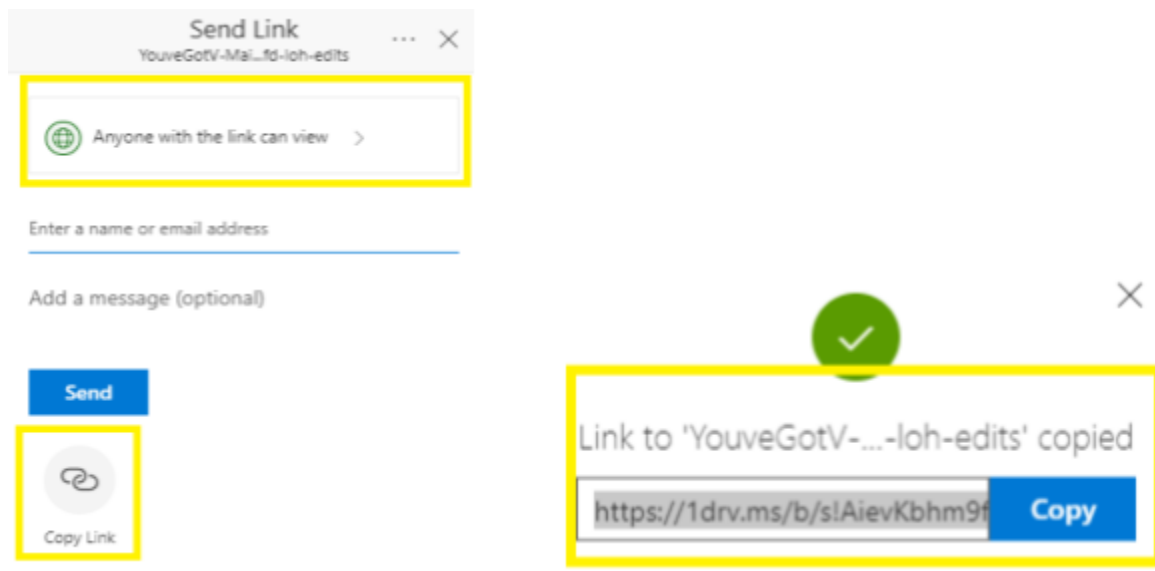 Send Link
YouveGotV-Mai...fd-loh-edits
Anyone with the link can view
Enter a name or email address
Add a message (optional)
Send
Copy Link
Link to 'YouveGotV-...-loh-edits' copied
https://1drv.ms/b/s!AievKbhm9f
Copy